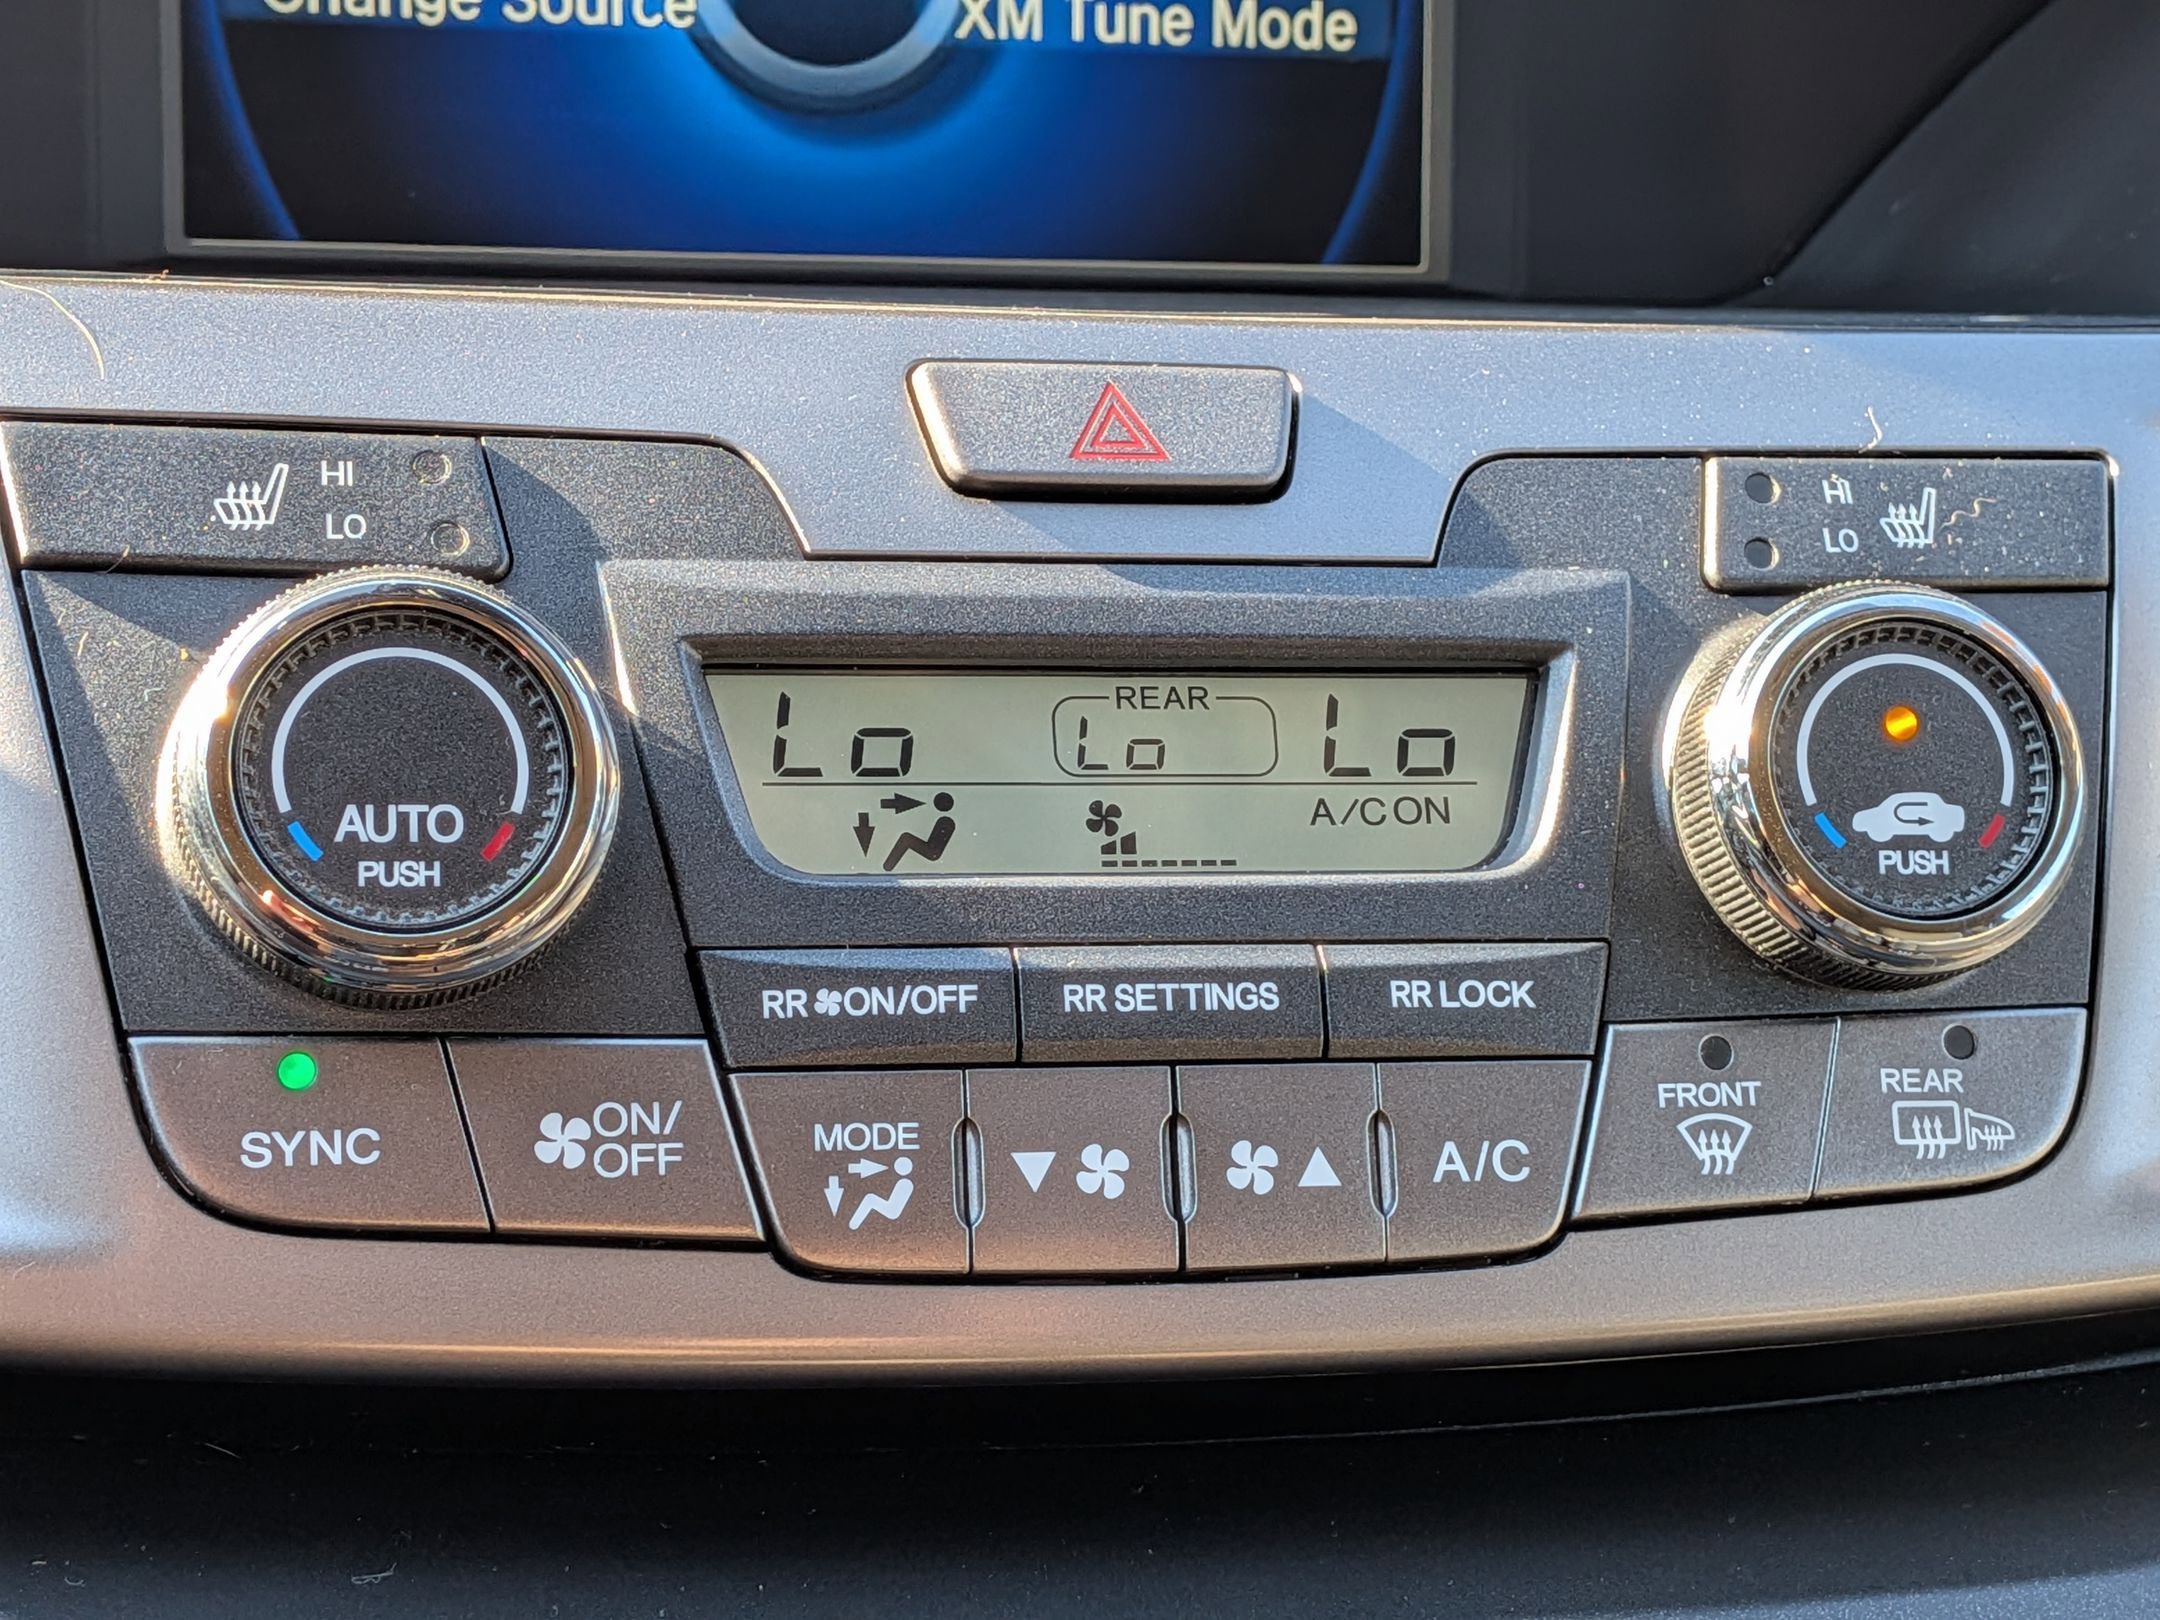 Change Source
XM Tune Mode
HI
LO
HI
LO
Lo
REAR
Lo
Lo
A/C ON
AUTO
PUSH
PUSH
RR ON/OFF
RR SETTINGS
RR LOCK
SYNC
ON/
OFF
MODE
A/C
FRONT
REAR